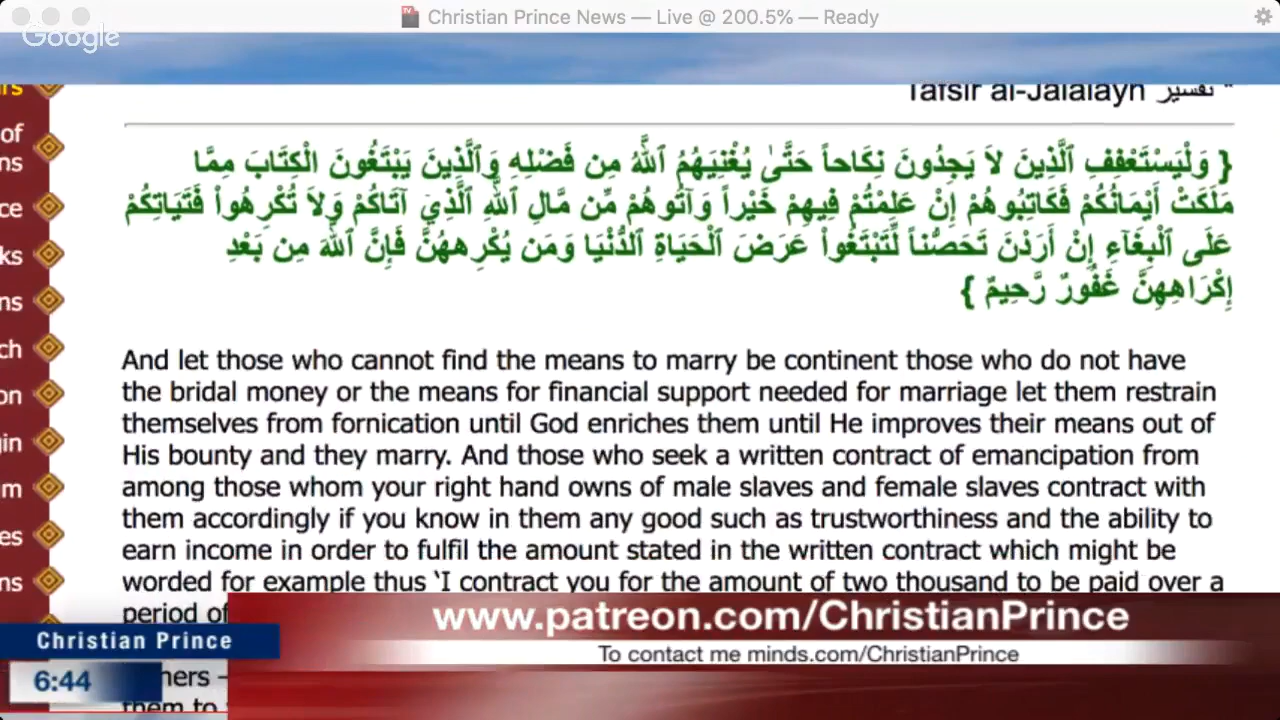 Christian Prince News — Live @ 200.5% — Ready
Google
Tafsir al-Jalalayn تفسير *
{ وَلْيَسْتَعْفِفِ ٱلَّذِينَ لاَ يَجِدُونَ نِكَاحاً حَتَّىٰ يُغْنِيَهُمُ ٱللَّهُ مِن فَضْلِهِ وَٱلَّذِينَ يَبْتَغُونَ ٱلْكِتَابَ مِمَّا
مَلَكَتْ أَيْمَانُكُمْ فَكَاتِبُوهُمْ إِنْ عَلِمْتُمْ فِيهِمْ خَيْراً وَآتُوهُمْ مِّن مَّالِ ٱللَّهِ ٱلَّذِيۤ آتَاكُمْ وَلاَ تُكْرِهُواْ فَتَيَاتِكُمْ
عَلَى ٱلْبِغَآءِ إِنْ أَرَدْنَ تَحَصُّناً لِّتَبْتَغُواْ عَرَضَ ٱلْحَيَاةِ ٱلدُّنْيَا وَمَن يُكْرِههُنَّ فَإِنَّ ٱللَّهَ مِن بَعْدِ
إِكْرَاهِهِنَّ غَفُورٌ رَّحِيمٌ }
And let those who cannot find the means to marry be continent those who do not have
the bridal money or the means for financial support needed for marriage let them restrain
themselves from fornication until God enriches them until He improves their means out of
His bounty and they marry. And those who seek a written contract of emancipation from
among those whom your right hand owns of male slaves and female slaves contract with
them accordingly if you know in them any good such as trustworthiness and the ability to
earn income in order to fulfil the amount stated in the written contract which might be
worded for example thus ‘I contract you for the amount of two thousand to be paid over a
period of
www.patreon.com/ChristianPrince
Christian Prince
To contact me minds.com/ChristianPrince
6:44
them to